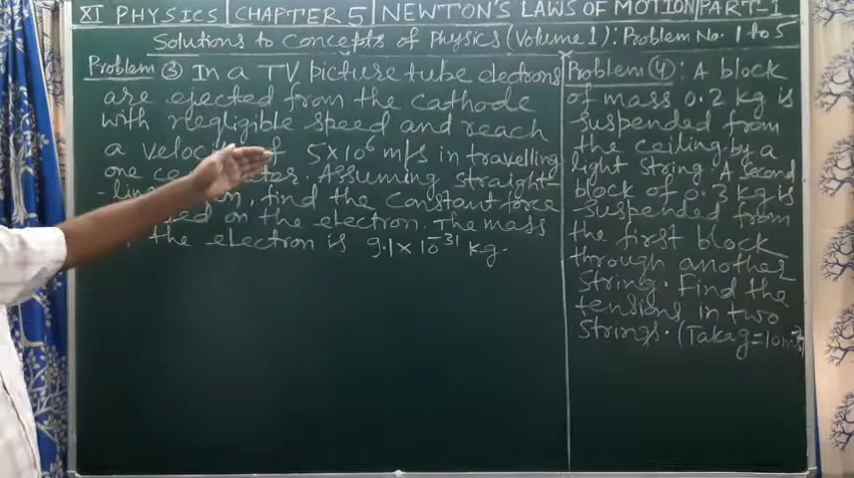 XI PHYSICS | CHAPTER 5 | NEWTON'S LAWS OF MOTION | PART-1
Solutions to Concepts of Physics (Volume 1): Problem No. 1 to 5
Problem ③ In a TV picture tube electrons
are ejected from the cathode
with negligible speed and reach
a velocity of 5×10⁶ m/s in travelling
one Assuming straight-
find the constant force
on the electron. The mass
the electron is 9.1×10⁻³¹ kg.
Problem ④: A block
of mass 0.2 kg is
suspended from
the ceiling by a
light string. A second
block of 0.3 kg is
suspended from
the first block
through another
string. Find the
tensions in two
strings. (Take g=10m/s²)